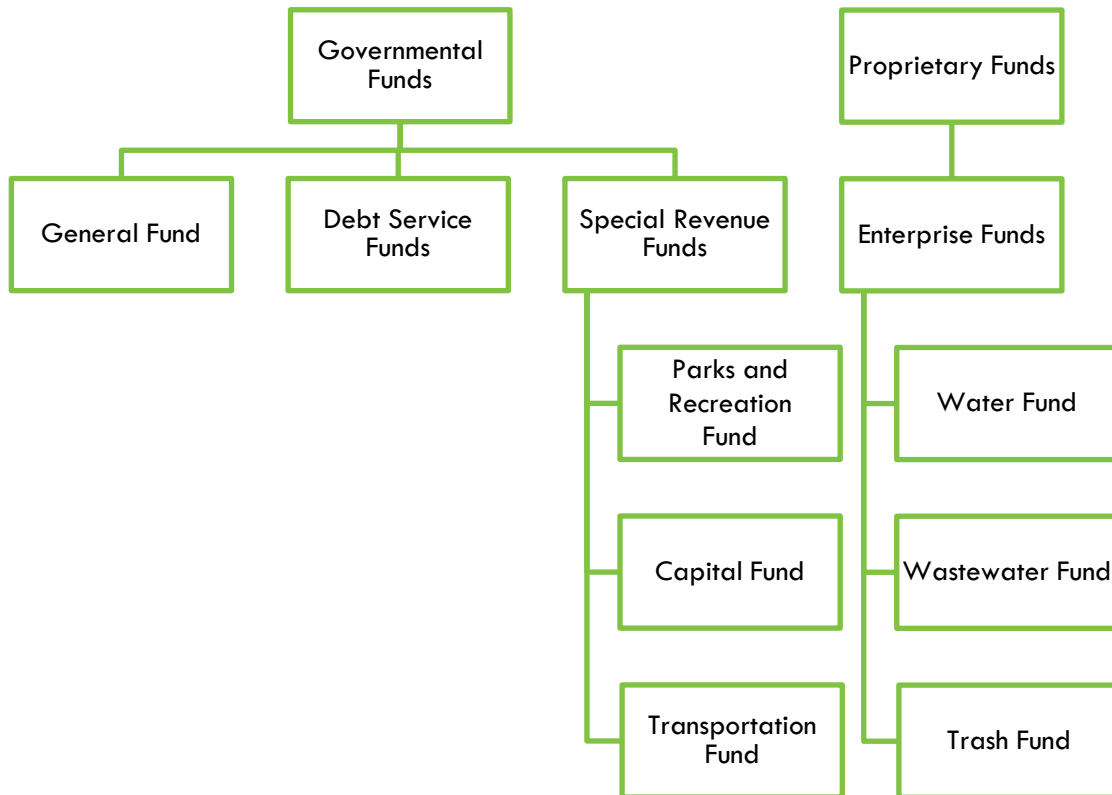 Governmental
Funds
Proprietary Funds
General Fund
Debt Service
Funds
Special Revenue
Funds
Enterprise Funds
Parks and
Recreation
Fund
Water Fund
Capital Fund
Wastewater Fund
Transportation
Fund
Trash Fund